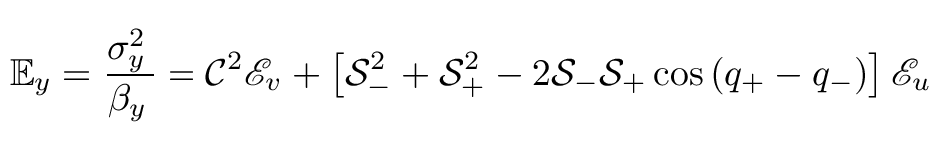 $\mathbb{E}_y = \frac{\sigma_y^2}{\beta_y} = \mathcal{C}^2 \mathscr{E}_v + \left[ \mathcal{S}_-^2 + \mathcal{S}_+^2 - 2\mathcal{S}_-\mathcal{S}_+ \cos\left(q_+ - q_-\right) \right] \mathscr{E}_u$